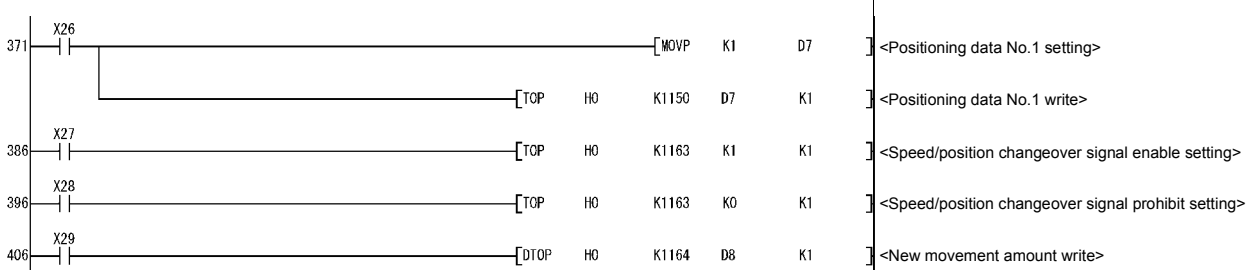 X26
371 [MOVP K1 D7 ] <Positioning data No.1 setting>
[TOP H0 K1150 D7 K1 ] <Positioning data No.1 write>
X27
386 [TOP H0 K1163 K1 K1 ] <Speed/position changeover signal enable setting>
X28
396 [TOP H0 K1163 K0 K1 ] <Speed/position changeover signal prohibit setting>
X29
406 [DTOP H0 K1164 D8 K1 ] <New movement amount write>